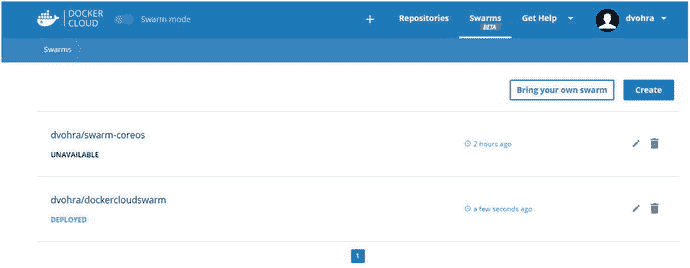 DOCKER CLOUD
Swarm mode
Repositories
Swarms
BETA
Get Help
dvohra
Swarms
Bring your own swarm
Create
dvohra/swarm-coreos
2 hours ago
UNAVAILABLE
dvohra/dockercloudswarm
a few seconds ago
DEPLOYED
1